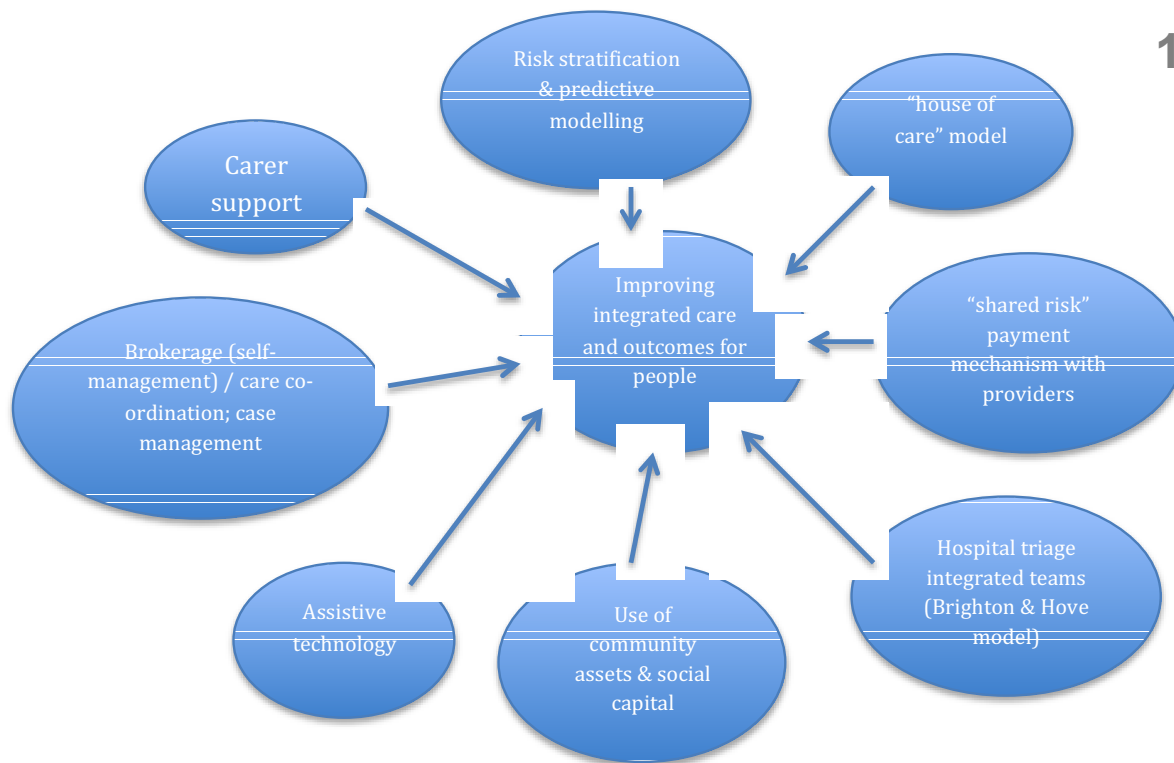 1
Risk stratification
& predictive
modelling
“house of
care” model
Carer
support
Improving
integrated care
and outcomes for
people
“shared risk”
payment
mechanism with
providers
Brokerage (self-
management) / care co-
ordination; case
management
Hospital triage
integrated teams
(Brighton & Hove
model)
Assistive
technology
Use of
community
assets & social
capital